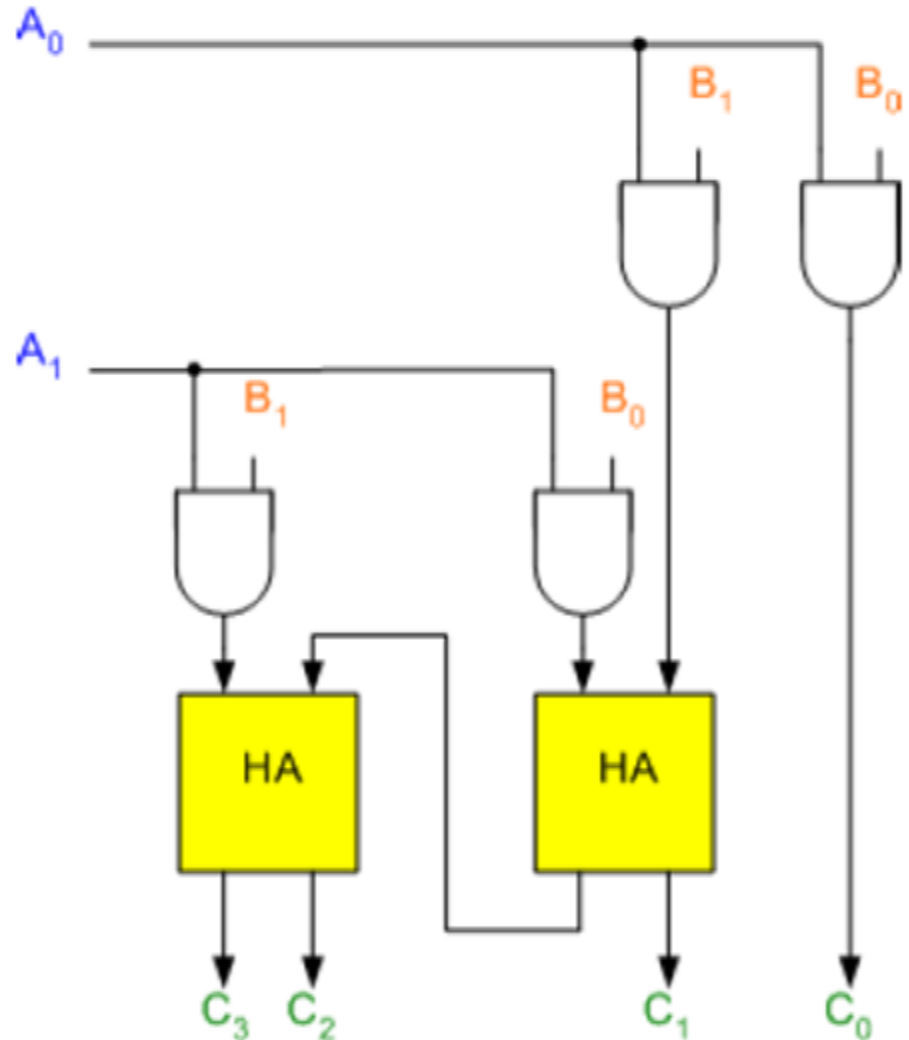 A₀
B₁ B₀
A₁
B₁ B₀
HA HA
C₃ C₂ C₁ C₀